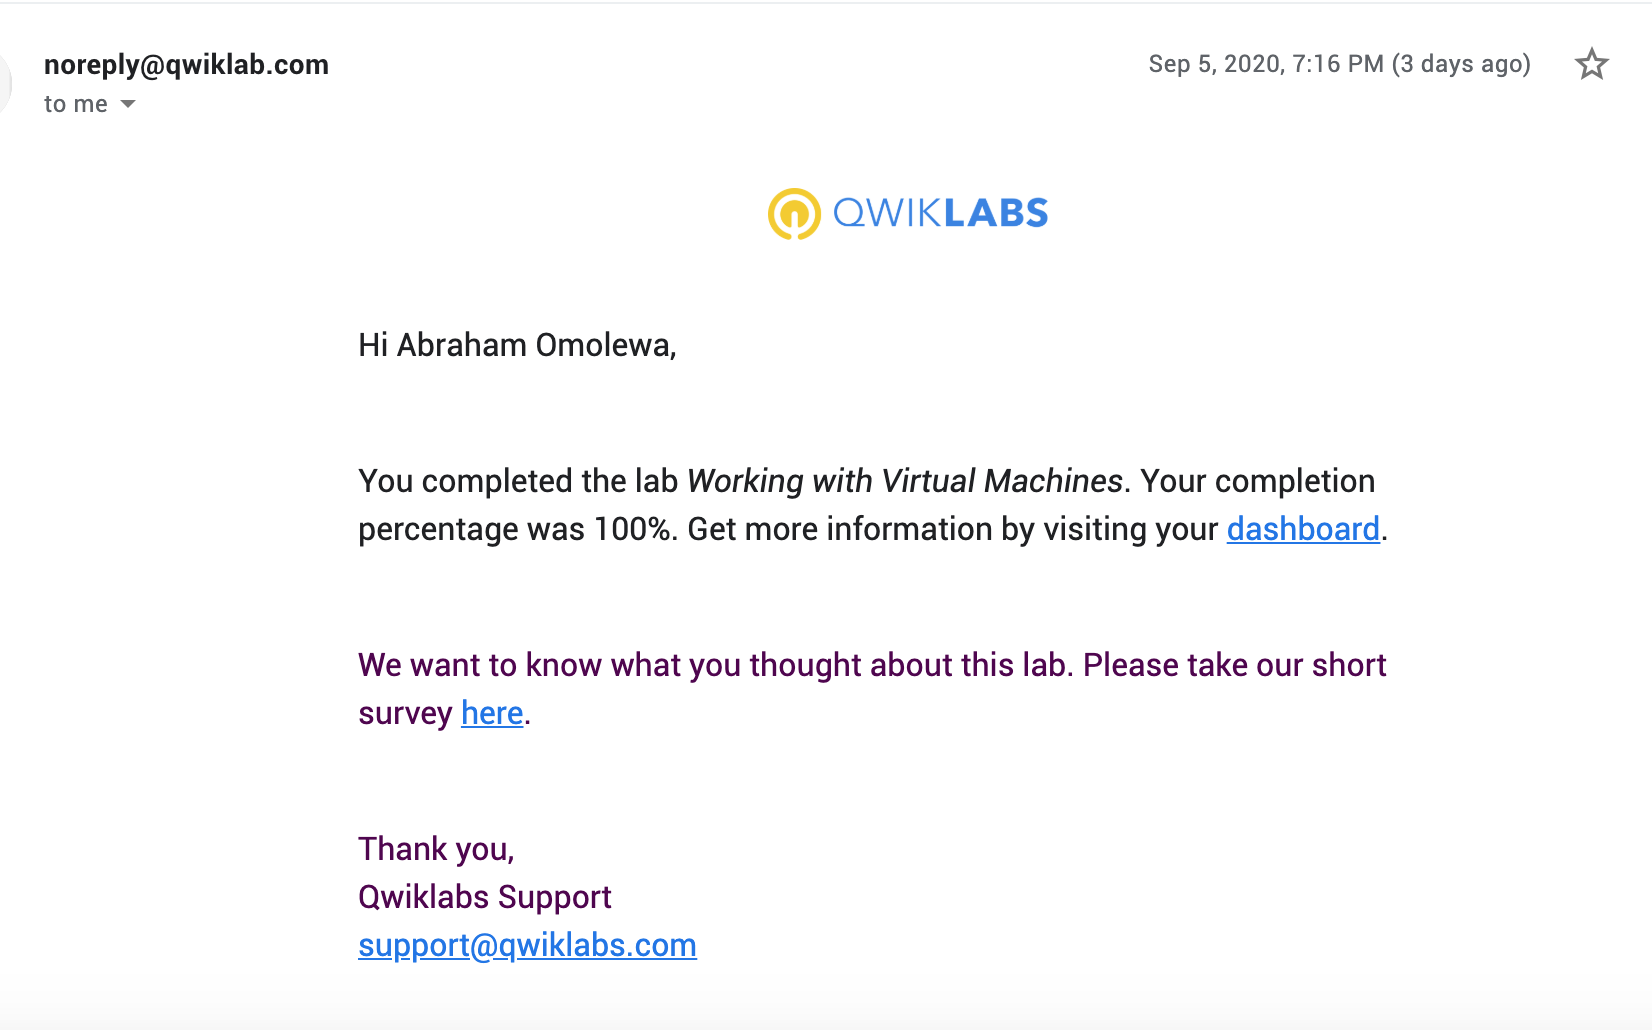 noreply@qwiklab.com
Sep 5, 2020, 7:16 PM (3 days ago)
to me
QWIKLABS
Hi Abraham Omolewa,
You completed the lab Working with Virtual Machines. Your completion
percentage was 100%. Get more information by visiting your dashboard.
We want to know what you thought about this lab. Please take our short
survey here.
Thank you,
Qwiklabs Support
support@qwiklabs.com